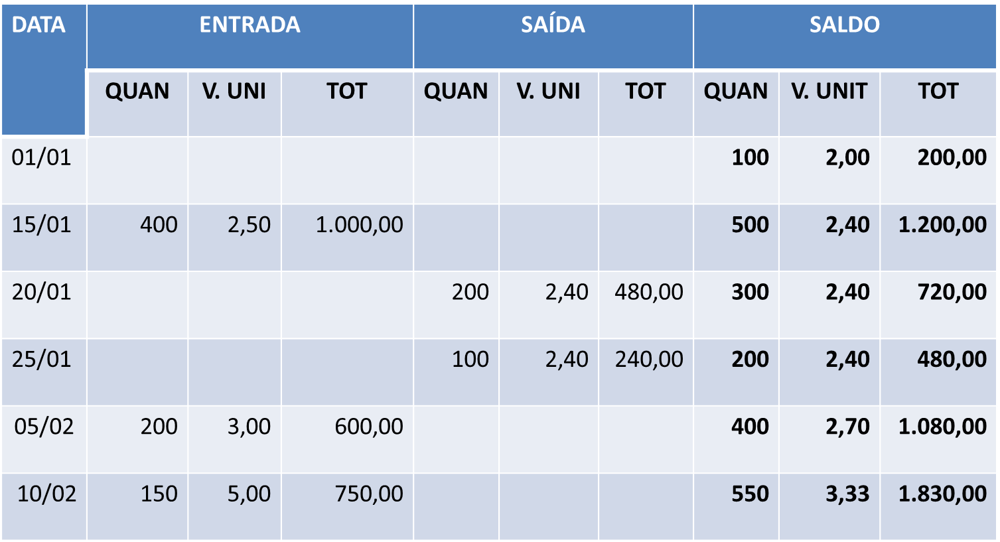 DATA ENTRADA SAÍDA SALDO
QUAN V. UNI TOT QUAN V. UNI TOT QUAN V. UNIT TOT
01/01 100 2,00 200,00
15/01 400 2,50 1.000,00 500 2,40 1.200,00
20/01 200 2,40 480,00 300 2,40 720,00
25/01 100 2,40 240,00 200 2,40 480,00
05/02 200 3,00 600,00 400 2,70 1.080,00
10/02 150 5,00 750,00 550 3,33 1.830,00